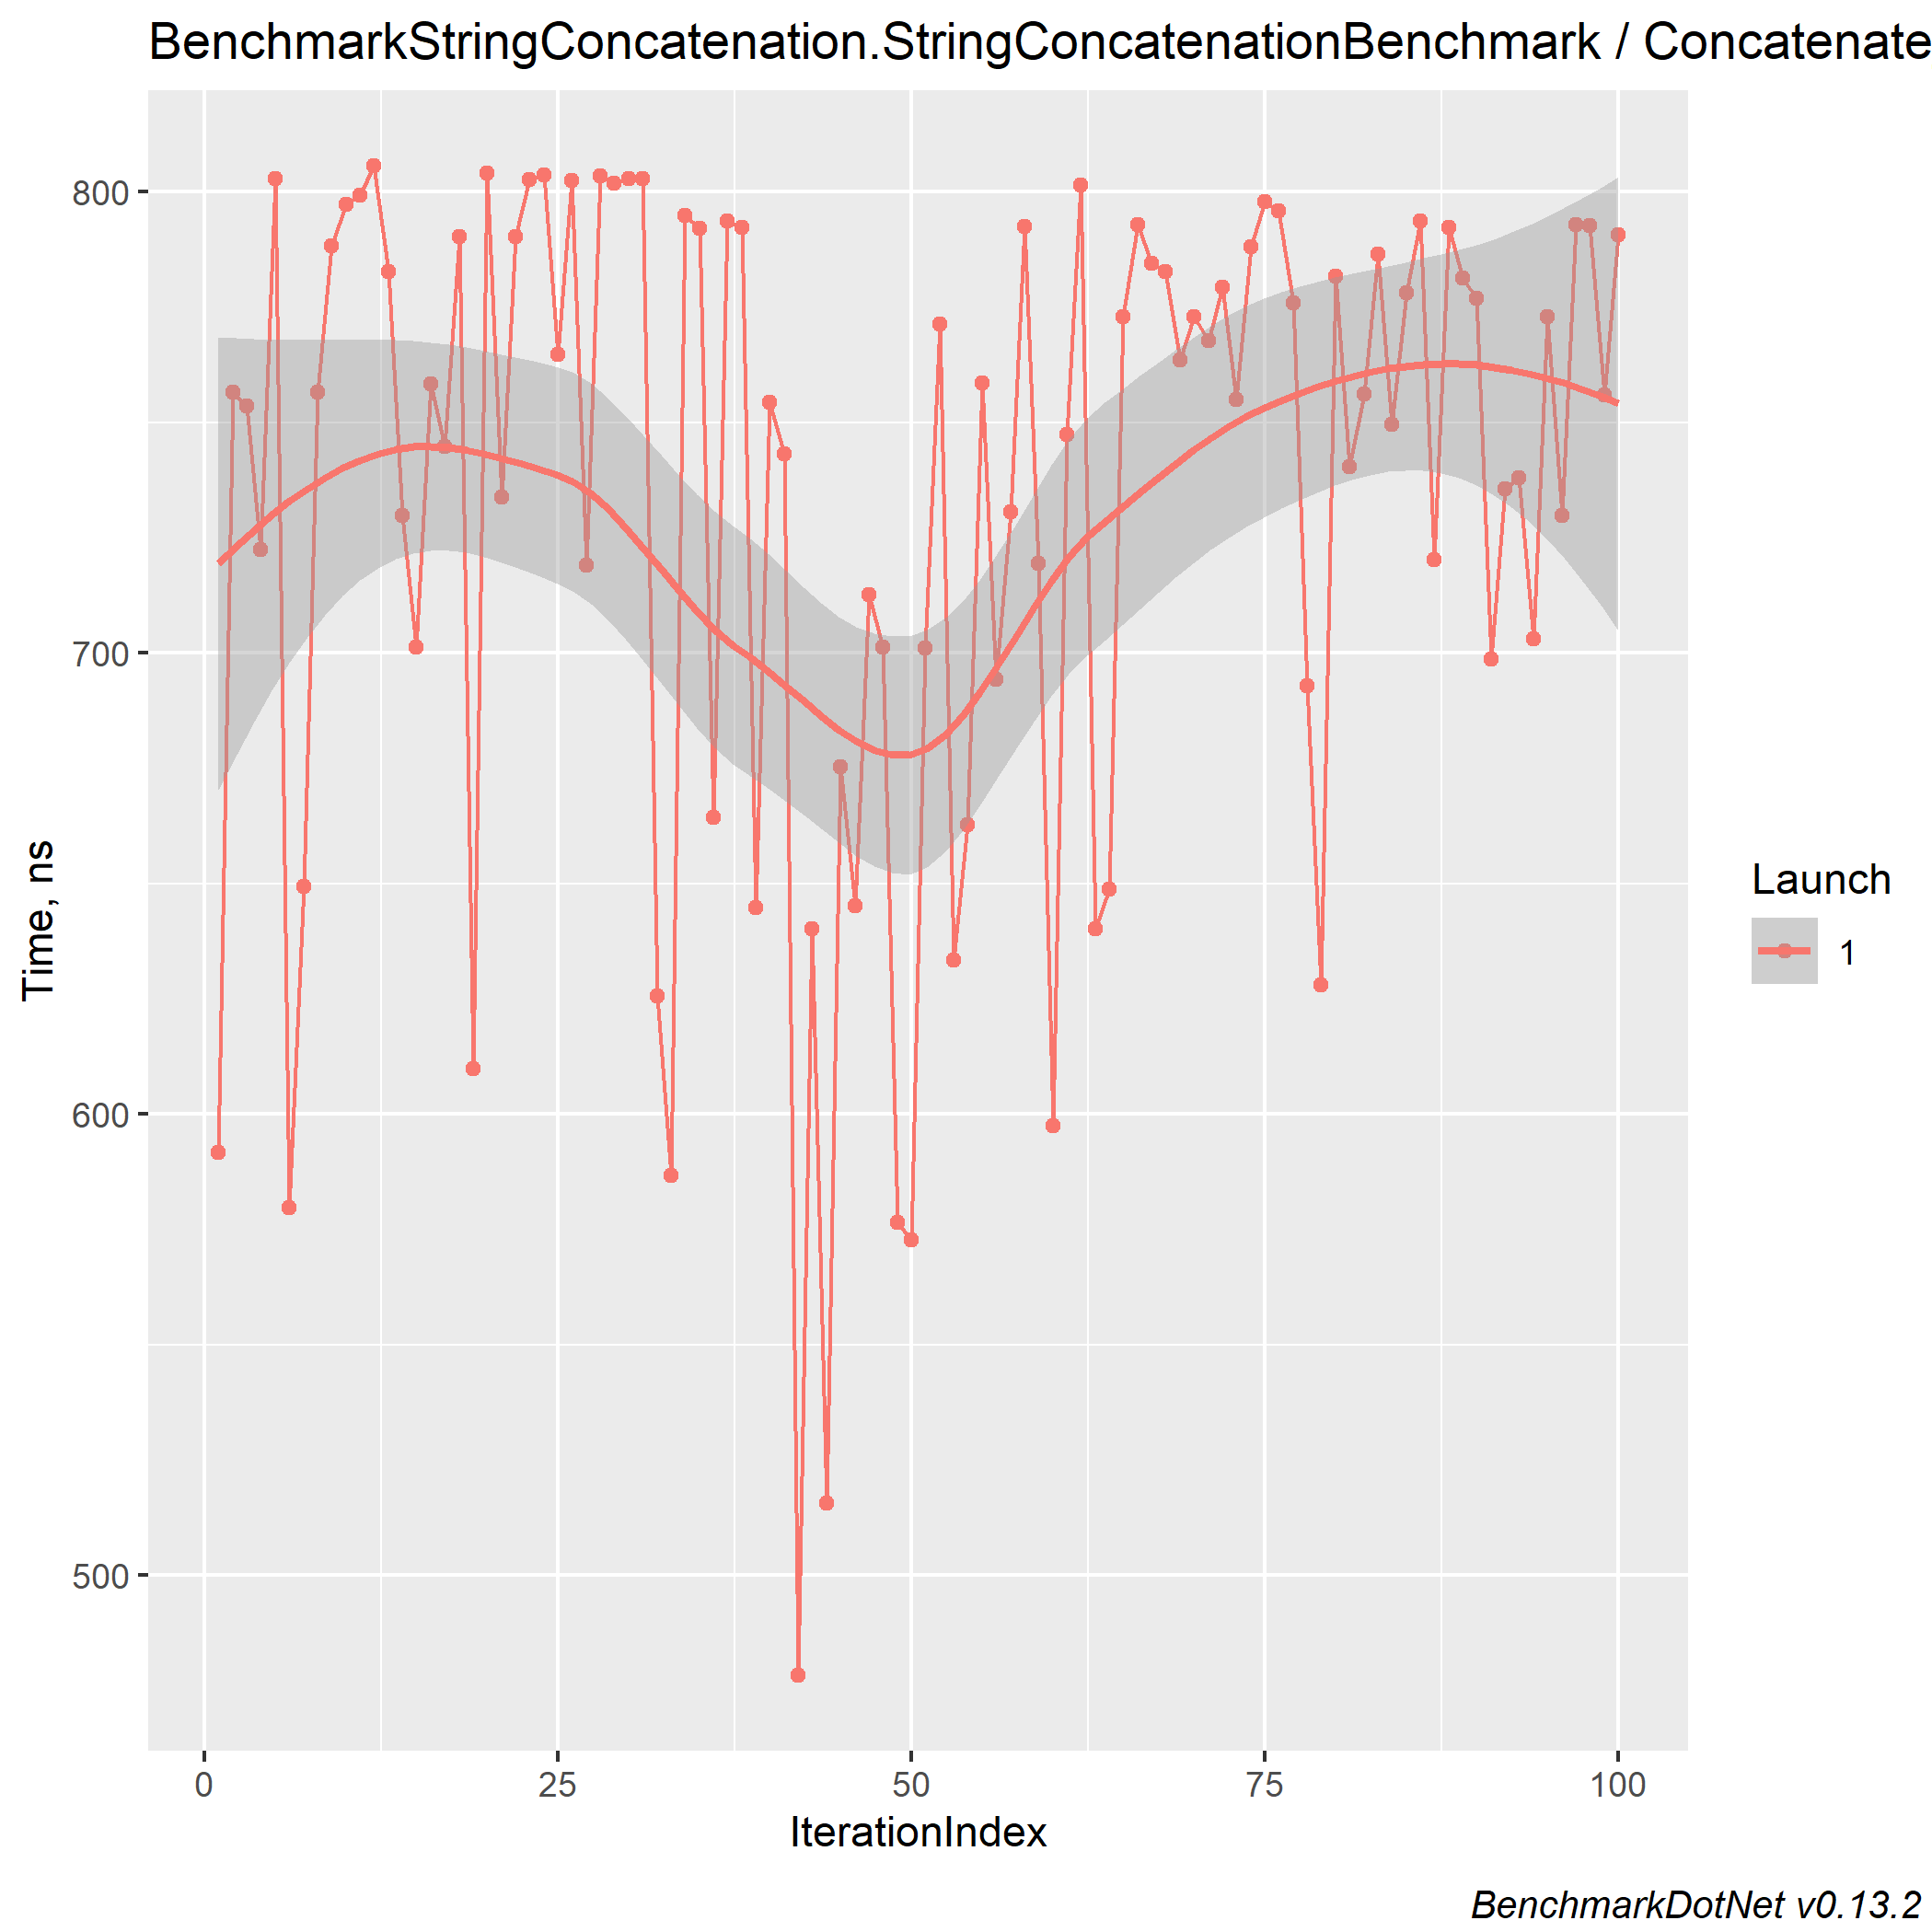 BenchmarkStringConcatenation.StringConcatenationBenchmark / Concatenate
800
700
600
500
Time, ns
0 25 50 75 100
IterationIndex
Launch
1
BenchmarkDotNet v0.13.2